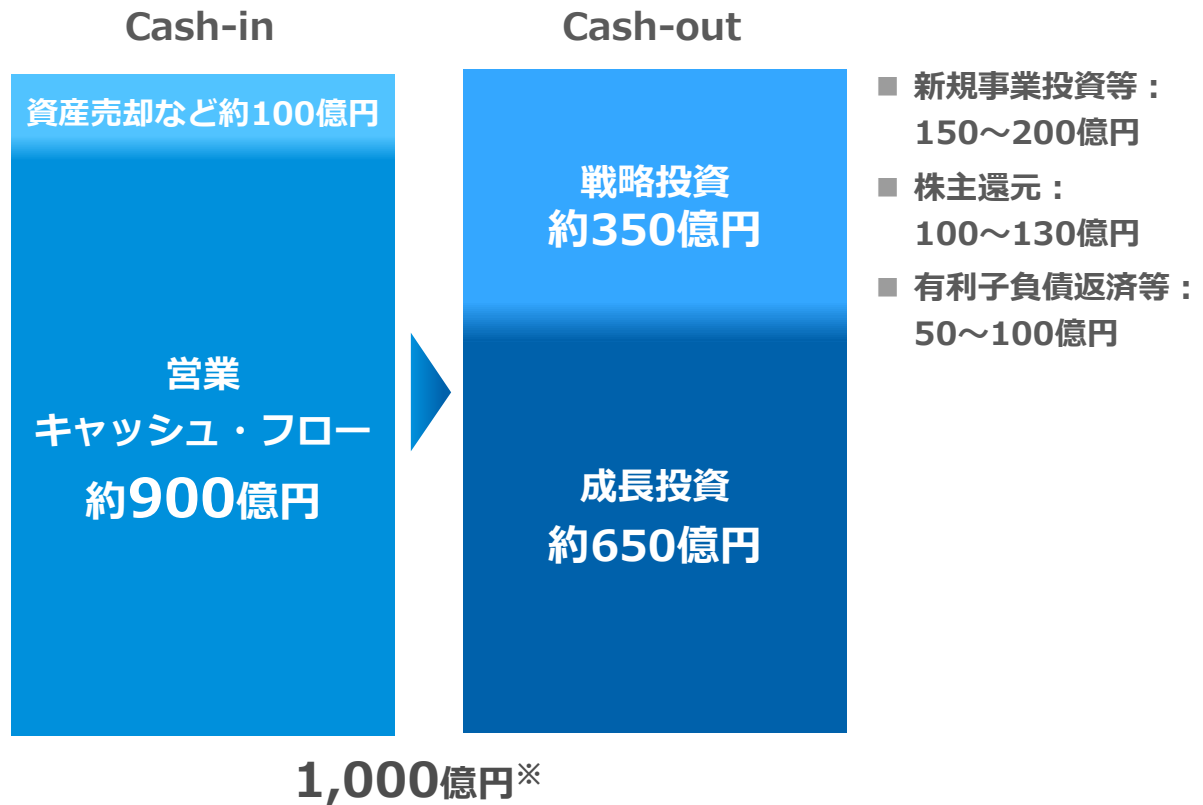 Cash-in
資産売却など約100億円
営業
キャッシュ・フロー
約900億円
Cash-out
戦略投資
約350億円
成長投資
約650億円
■ 新規事業投資等：
150～200億円
■ 株主還元：
100～130億円
■ 有利子負債返済等：
50～100億円
1,000億円※